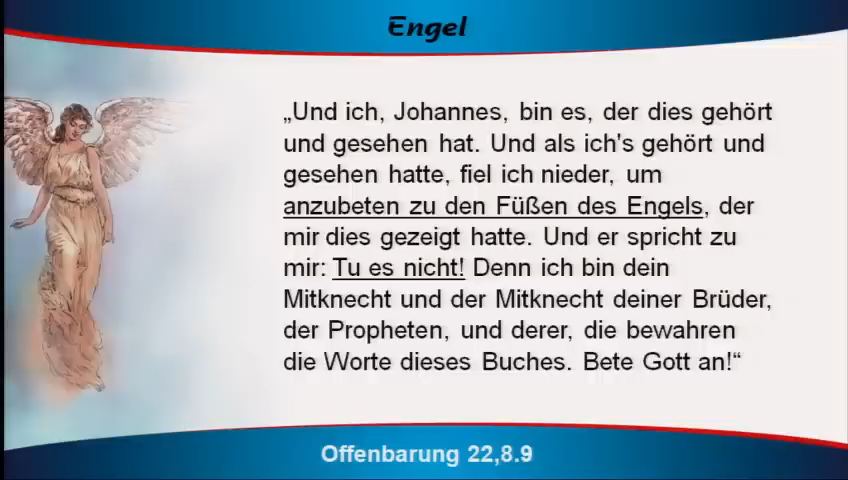 Engel
„Und ich, Johannes, bin es, der dies gehört
und gesehen hat. Und als ich's gehört und
gesehen hatte, fiel ich nieder, um
anzubeten zu den Füßen des Engels, der
mir dies gezeigt hatte. Und er spricht zu
mir: Tu es nicht! Denn ich bin dein
Mitknecht und der Mitknecht deiner Brüder,
der Propheten, und derer, die bewahren
die Worte dieses Buches. Bete Gott an!“
Offenbarung 22,8.9